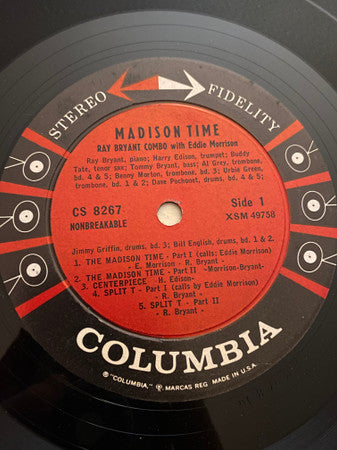 STEREO FIDELITY
MADISON TIME
RAY BRYANT COMBO with Eddie Morrison
Ray Bryant, piano; Harry Edison, trumpet; Buddy
Tate, tenor sax; Tommy Bryant, bass; Al Grey, trombone,
bd. 4 & 5; Benny Morton, trombone, bd. 3; Urbie Green,
trombone, bd. 1 & 2; Dave Pochonet, drums, bd. 4 & 5;
CS 8267
Side 1
NONBREAKABLE
XSM 49758
Jimmy Griffin, drums, bd. 3; Bill English, drums, bd. 1 & 2.
1. THE MADISON TIME - Part I (calls; Eddie Morrison)
- E. Morrison - R. Bryant -
2. THE MADISON TIME - Part II -Morrison-Bryant-
3. CENTERPIECE - H. Edison-
4. SPLIT T - Part I (calls by Eddie Morrison)
- R. Bryant -
5. SPLIT T - Part II
- R. Bryant -
COLUMBIA
® "COLUMBIA," MARCAS REG. MADE IN U.S.A.